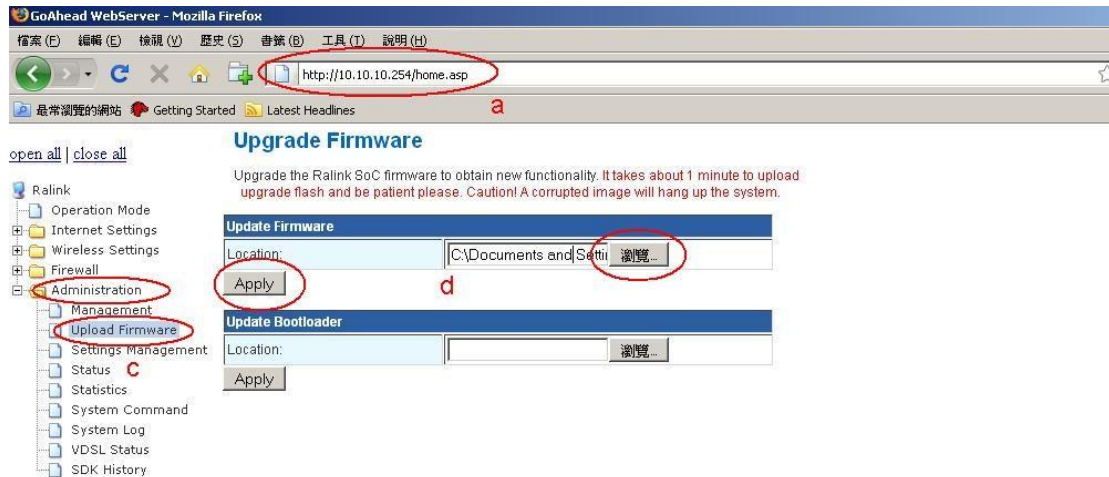 GoAhead WebServer - Mozilla Firefox
檔案(F) 編輯(E) 檢視(V) 歷史(S) 書籤(B) 工具(T) 說明(H)
http://10.10.10.254/home.asp
a
最常瀏覽的網站 Getting Started Latest Headlines
open all | close all
Ralink
Operation Mode
Internet Settings
Wireless Settings
Firewall
Administration
Management
Upload Firmware
Settings Management
Status
C
Statistics
System Command
System Log
VDSL Status
SDK History
Upgrade Firmware
Upgrade the Ralink SoC firmware to obtain new functionality. It takes about 1 minute to upload
upgrade flash and be patient please. Caution! A corrupted image will hang up the system.
Update Firmware
Location: C:\Documents and Setti 瀏覽...
Apply
d
Update Bootloader
Location: 瀏覽...
Apply